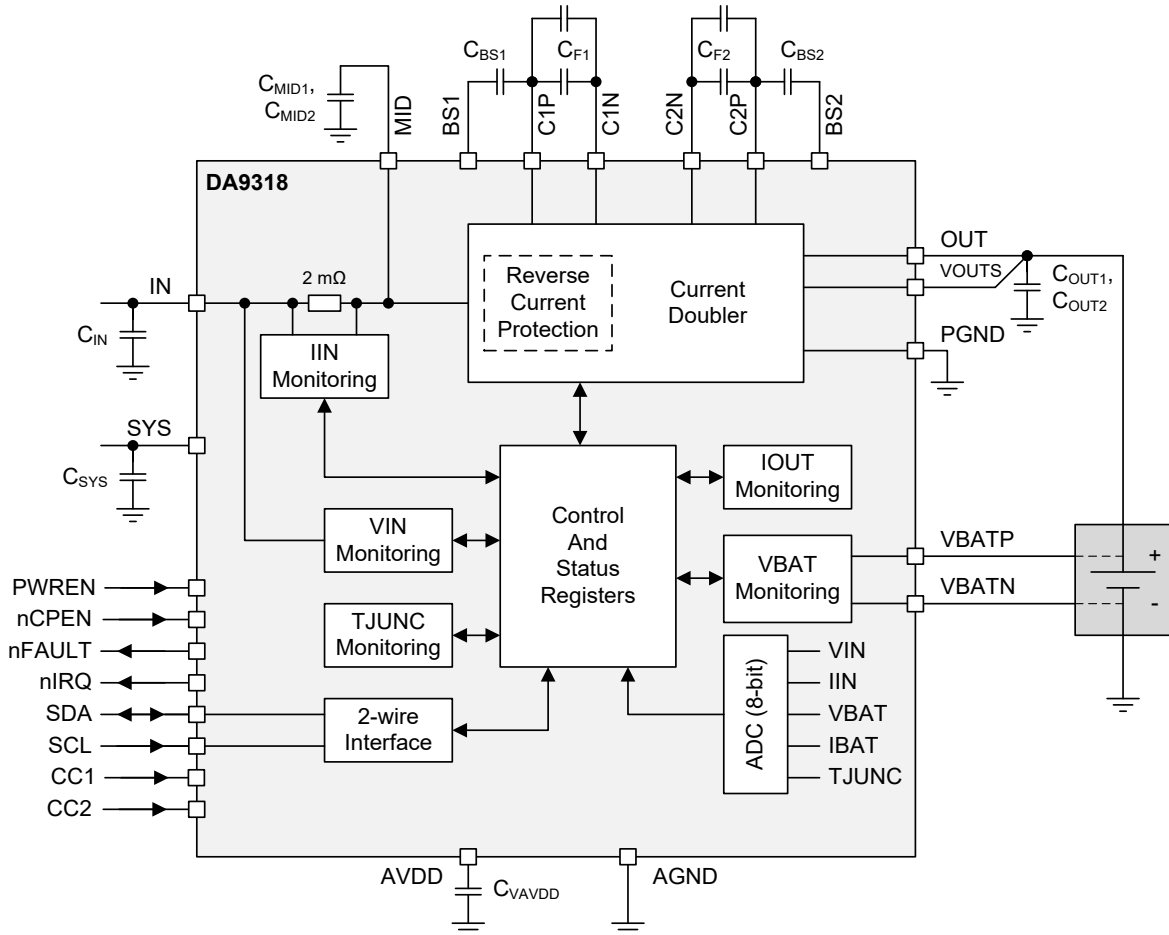 CBS1
CF1
CF2
CBS2
CMID1,
CMID2
MID
BS1
C1P
C1N
C2N
C2P
BS2
DA9318
IN
2 mΩ
CIN
IIN
Monitoring
Reverse
Current
Protection
Current
Doubler
OUT
VOUTS
COUT1,
COUT2
PGND
SYS
CSYS
VIN
Monitoring
TJUNC
Monitoring
2-wire
Interface
Control
And
Status
Registers
IOUT
Monitoring
VBAT
Monitoring
VBATP
VBATN
+
-
ADC (8-bit)
VIN
IIN
VBAT
IBAT
TJUNC
PWREN
nCPEN
nFAULT
nIRQ
SDA
SCL
CC1
CC2
AVDD
CVAVDD
AGND